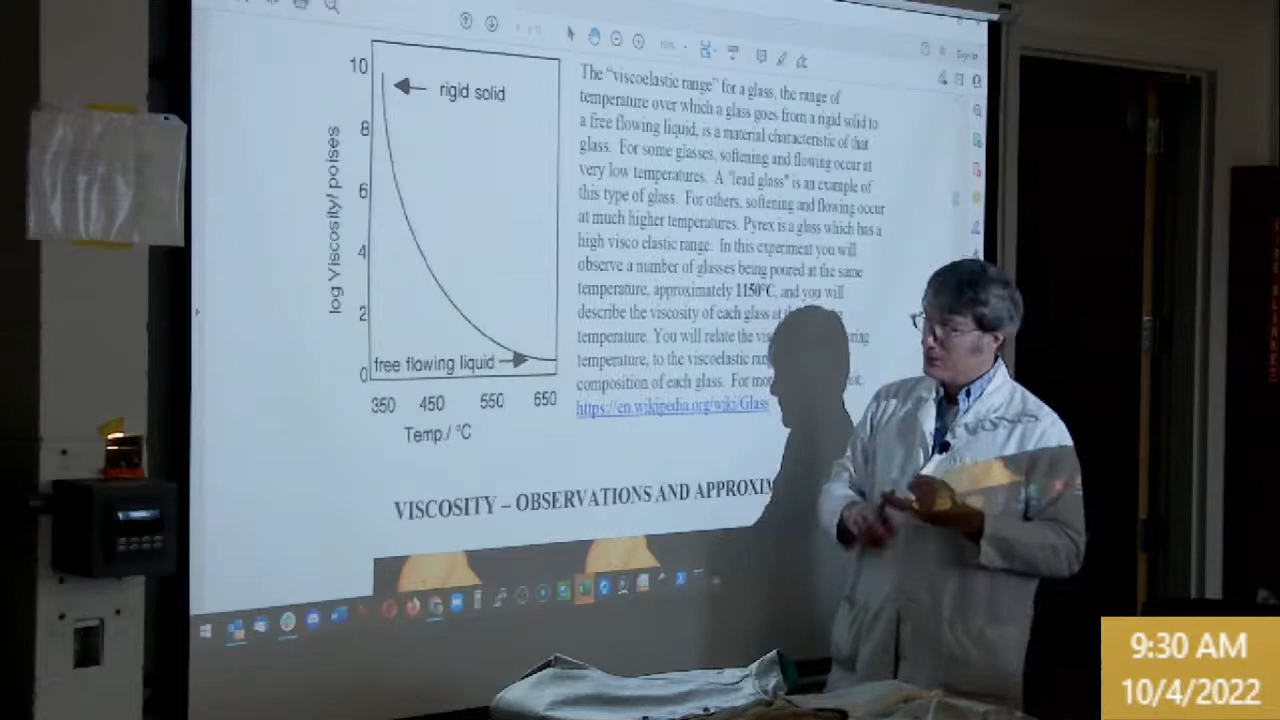 Sign In
10
8
6
4
2
0
log Viscosity/ poises
rigid solid
free flowing liquid
350 450 550 650
Temp./ °C
The "viscoelastic range" for a glass, the range of
temperature over which a glass goes from a rigid solid to
a free flowing liquid, is a material characteristic of that
glass. For some glasses, softening and flowing occur at
very low temperatures. A "lead glass" is an example of
this type of glass. For others, softening and flowing occur
at much higher temperatures. Pyrex is a glass which has a
high visco elastic range. In this experiment you will
observe a number of glasses being poured at the same
temperature, approximately 1150°C, and you will
describe the viscosity of each glass at
temperature. You will relate the
temperature, to the viscoelastic
composition of each glass. For
https://en.wikipedia.org/wiki/Glass
VISCOSITY – OBSERVATIONS AND
9:30 AM
10/4/2022